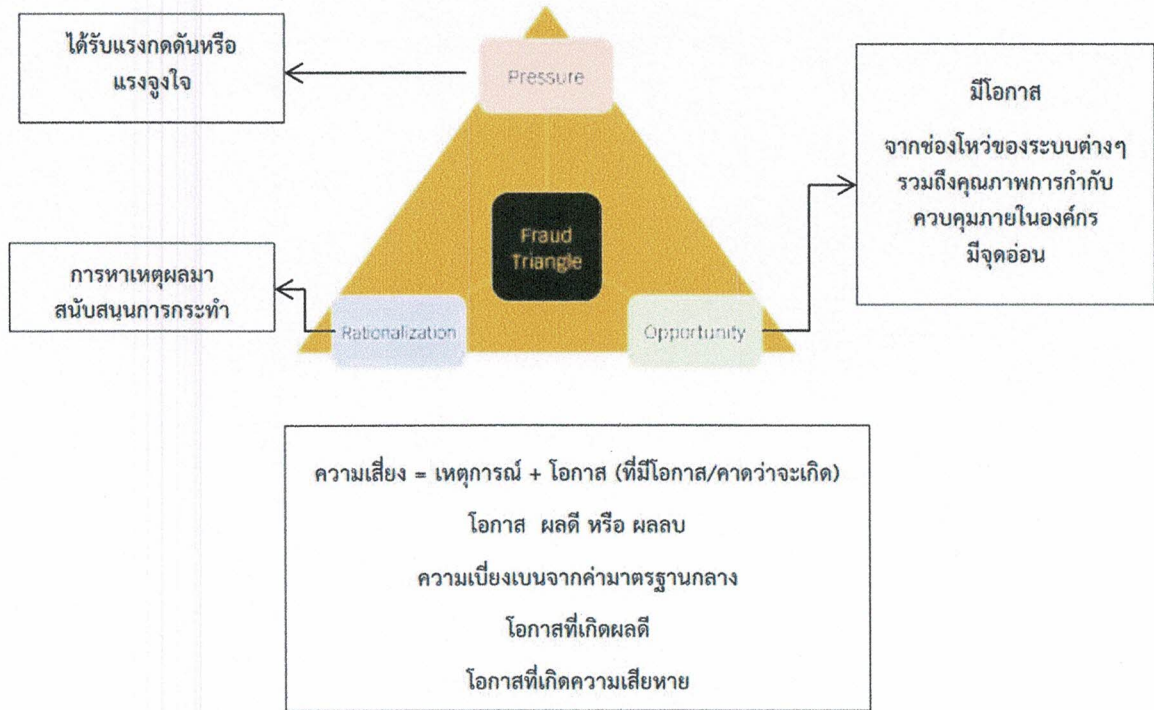 ได้รับแรงกดดันหรือ
แรงจูงใจ
Pressure
มีโอกาส
จากช่องโหว่ของระบบต่างๆ
รวมถึงคุณภาพการกำกับ
ควบคุมภายในองค์กร
มีจุดอ่อน
Fraud
Triangle
การหาเหตุผลมา
สนับสนุนการกระทำ
Rationalization
Opportunity
ความเสี่ยง = เหตุการณ์ + โอกาส (ที่มีโอกาส/คาดว่าจะเกิด)
โอกาส ผลดี หรือ ผลลบ
ความเบี่ยงเบนจากค่ามาตรฐานกลาง
โอกาสที่เกิดผลดี
โอกาสที่เกิดความเสียหาย